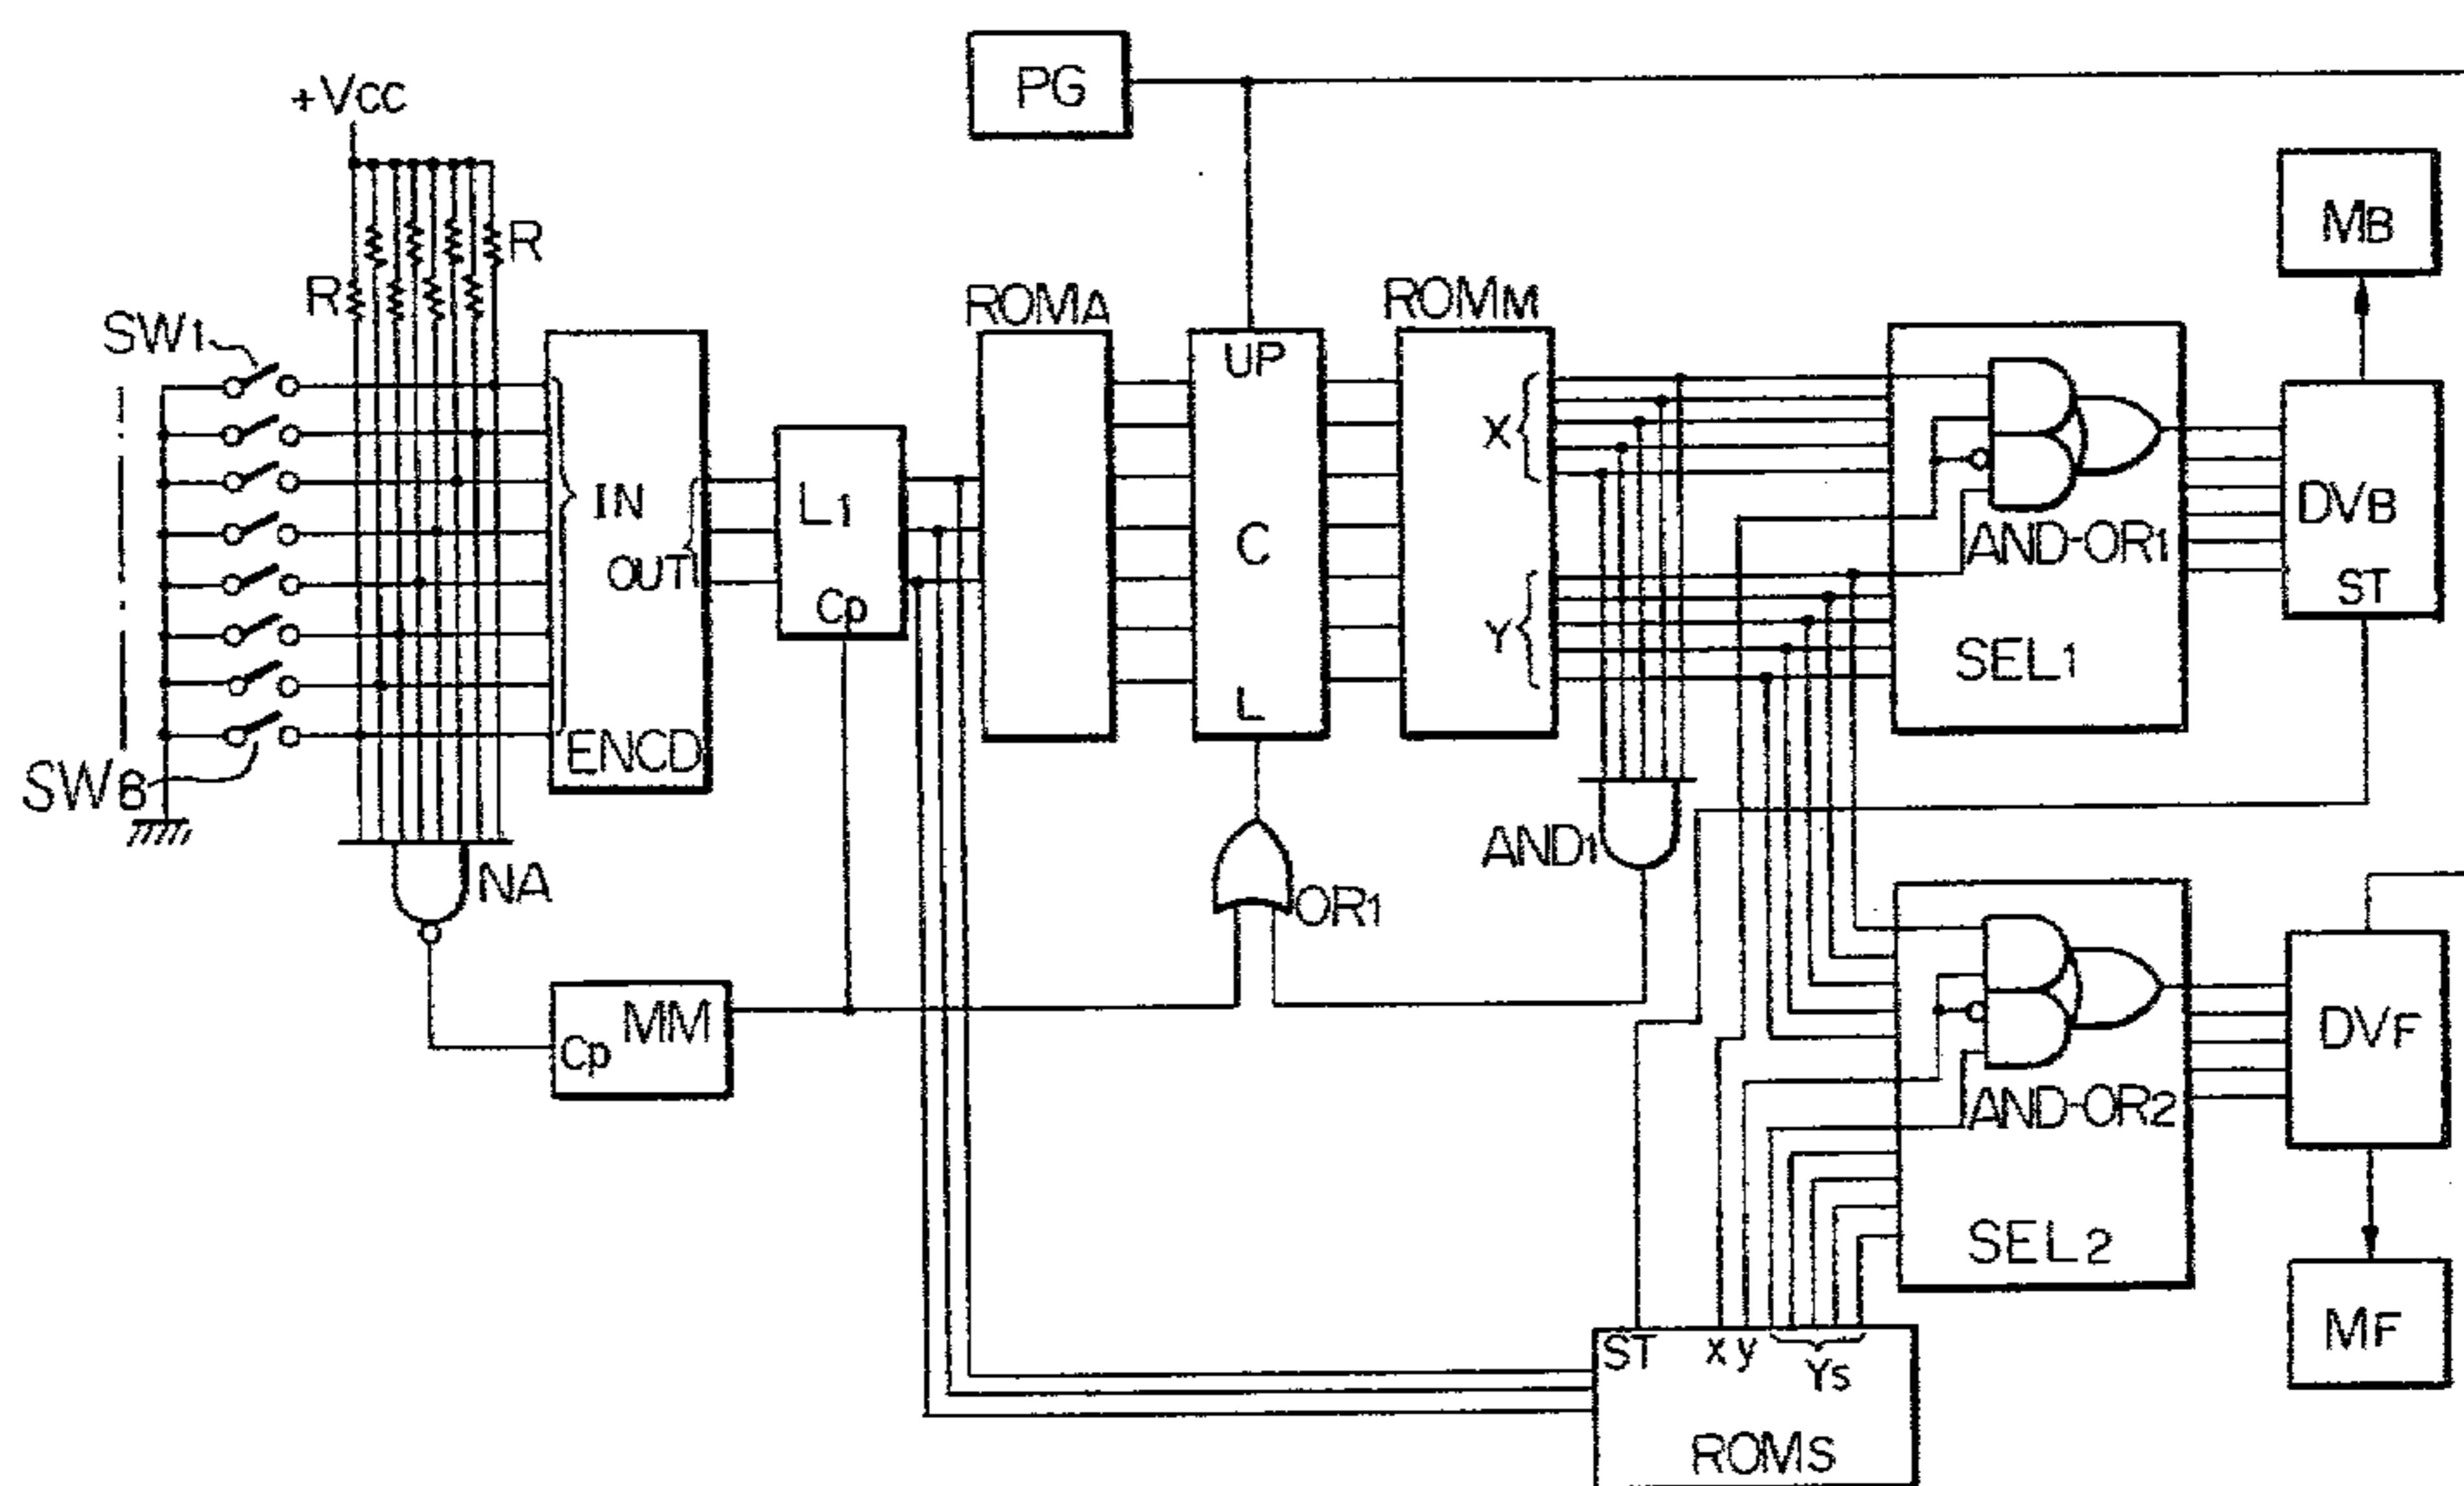 PG
+Vcc
MB
R
R
ROMA
ROMM
SW1
UP
X
IN
L1
C
DVB
OUT
AND-OR1
ST
Cp
Y
SEL1
L
ENCD
SW8
AND1
NA
OR1
MM
Cp
DVF
AND-OR2
SEL2
MF
ST
x y
Ys
ROMS